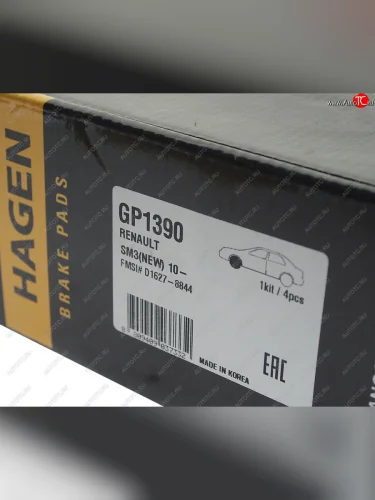 HAGEN
BRAKE PADS
GP1390
RENAULT
SM3(NEW) 10-
FMSI# D1627-8844
1kit / 4pcs
MADE IN KOREA
EAC